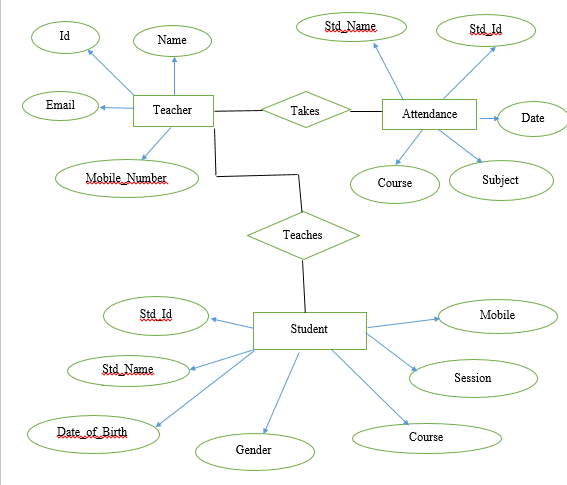 Std_Name
Std_Id
Id
Name
Email
Teacher
Takes
Attendance
Date
Mobile_Number
Course
Subject
Teaches
Std_Id
Student
Mobile
Std_Name
Session
Date_of_Birth
Gender
Course